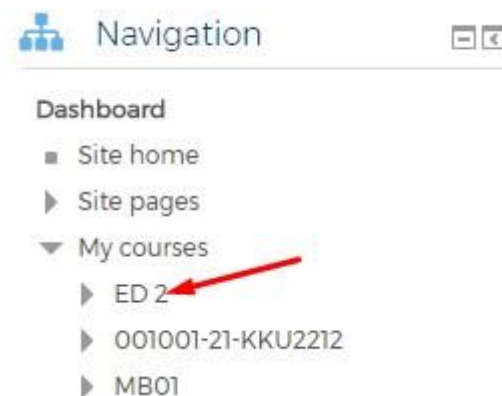 Navigation
Dashboard
Site home
Site pages
My courses
ED 2
001001-21-KKU2212
MB01